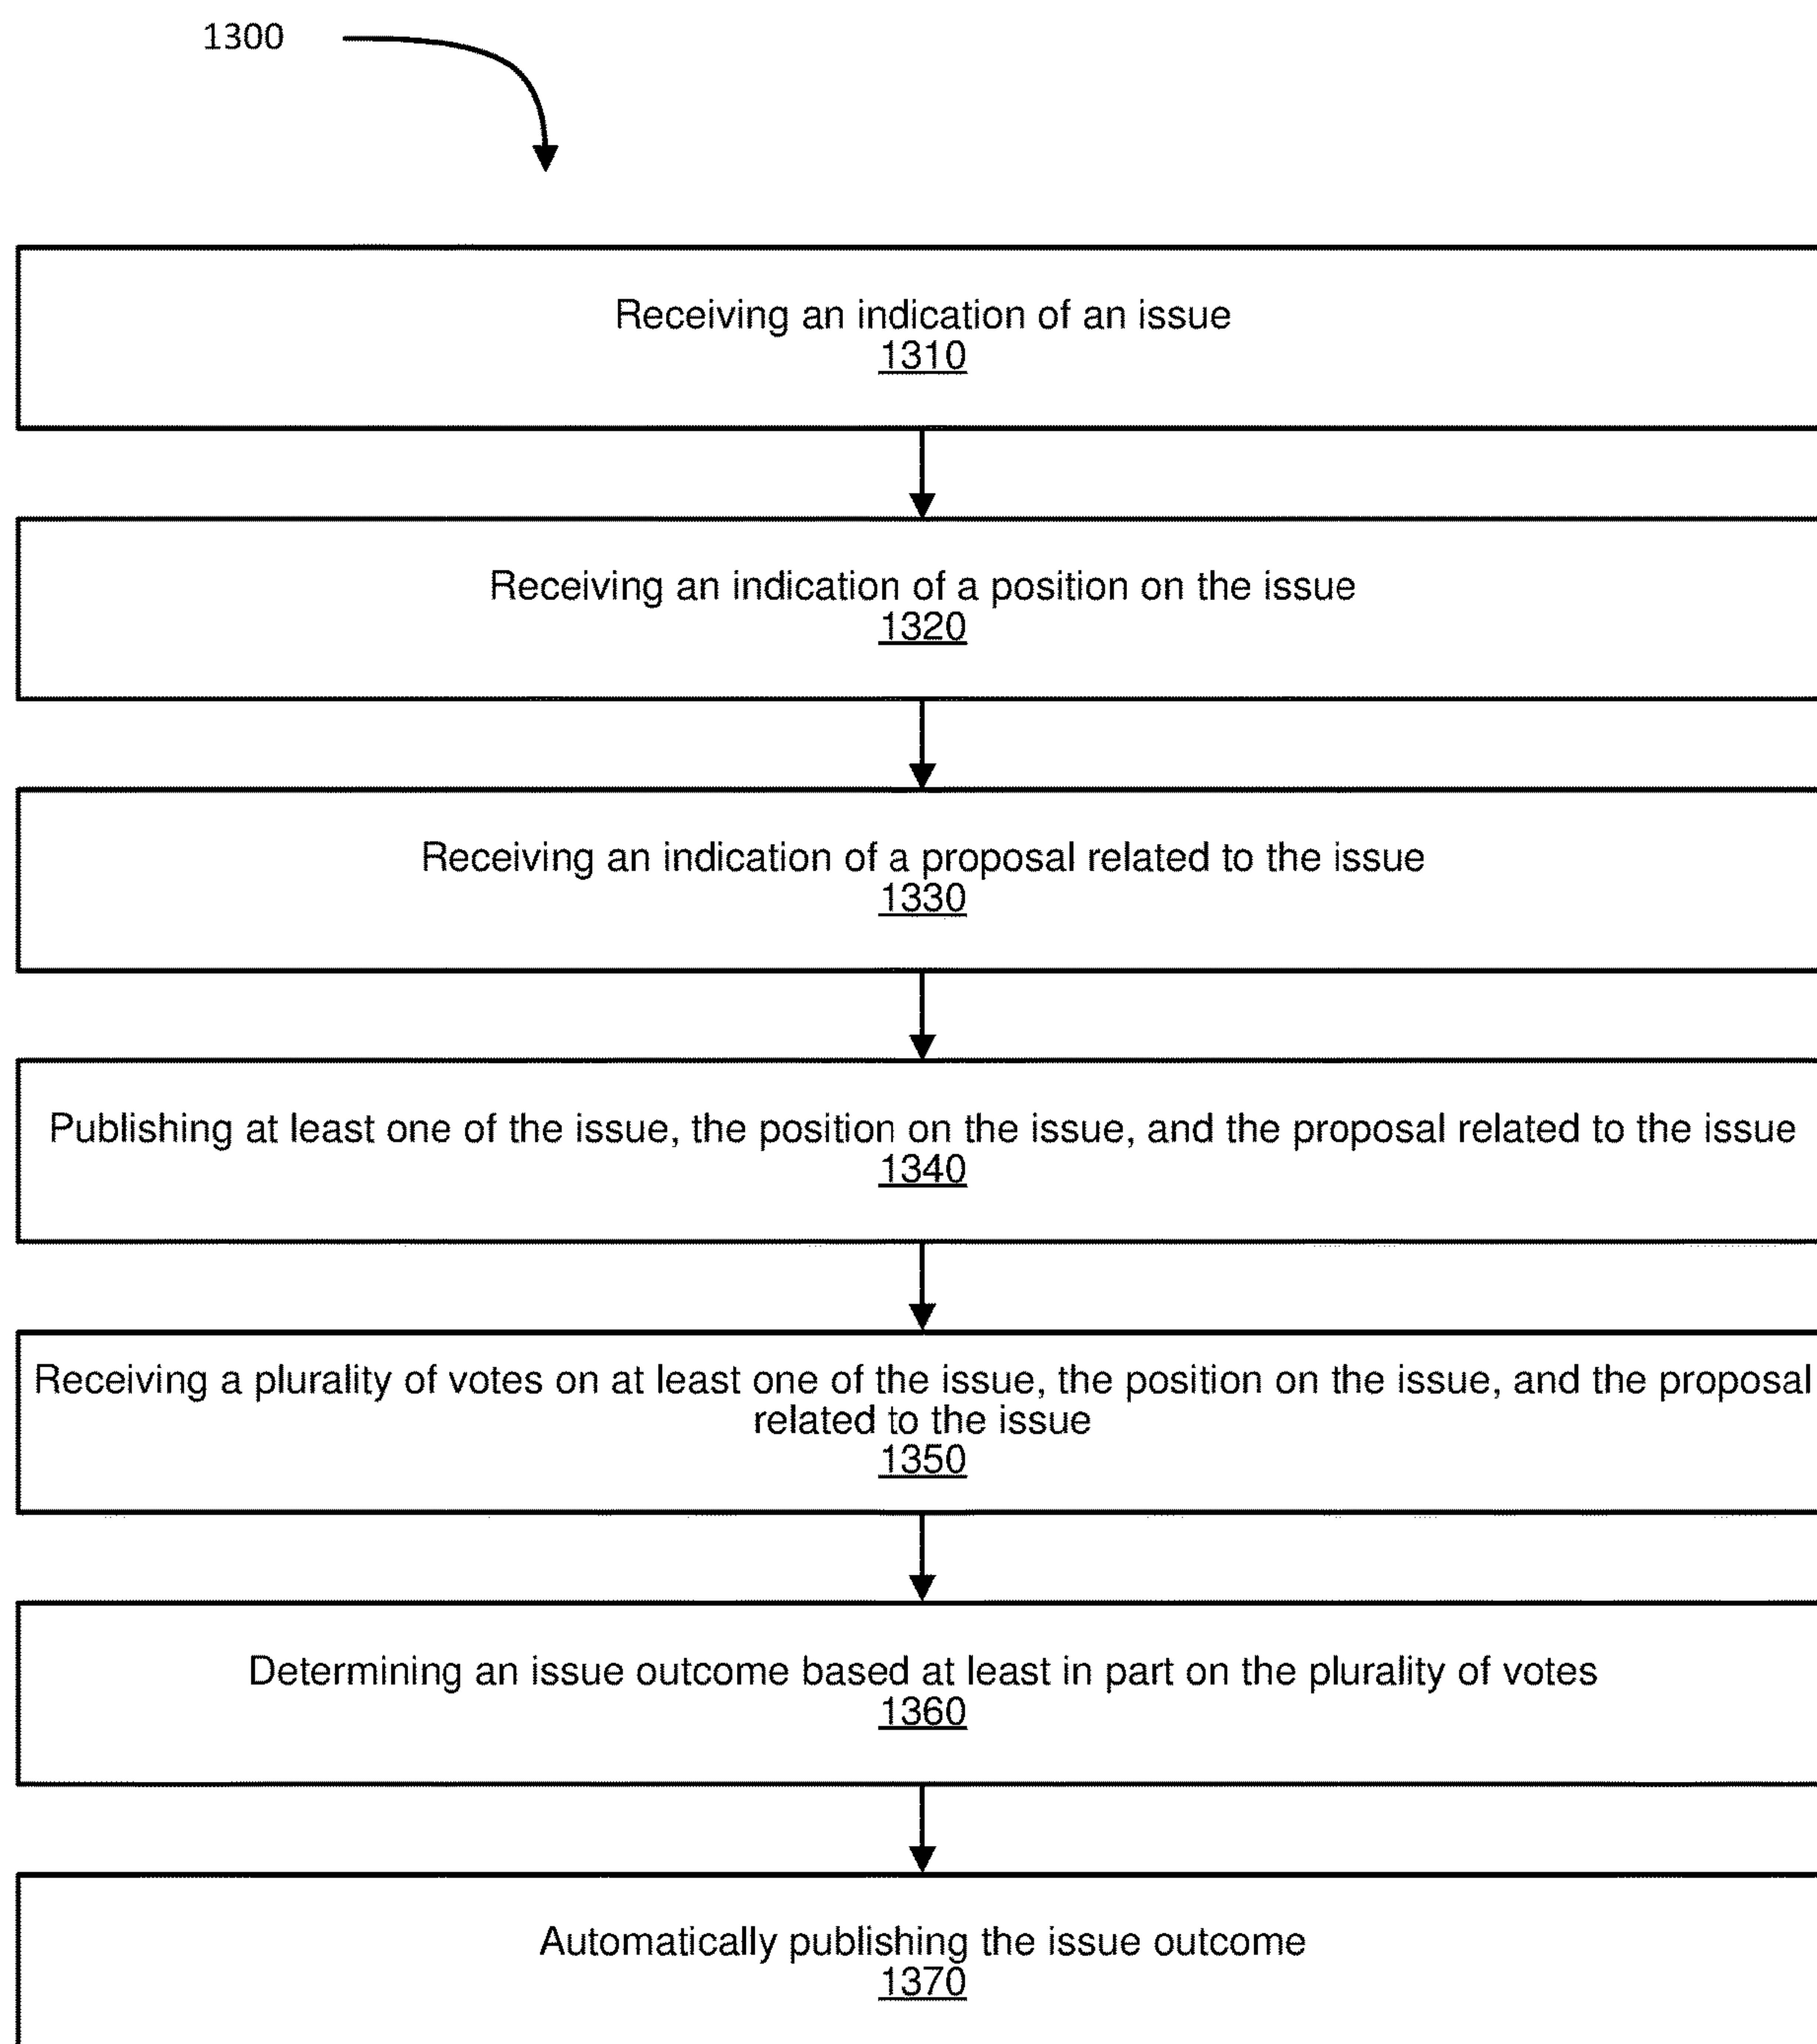 1300
Receiving an indication of an issue
1310
Receiving an indication of a position on the issue
1320
Receiving an indication of a proposal related to the issue
1330
Publishing at least one of the issue, the position on the issue, and the proposal related to the issue
1340
Receiving a plurality of votes on at least one of the issue, the position on the issue, and the proposal
related to the issue
1350
Determining an issue outcome based at least in part on the plurality of votes
1360
Automatically publishing the issue outcome
1370